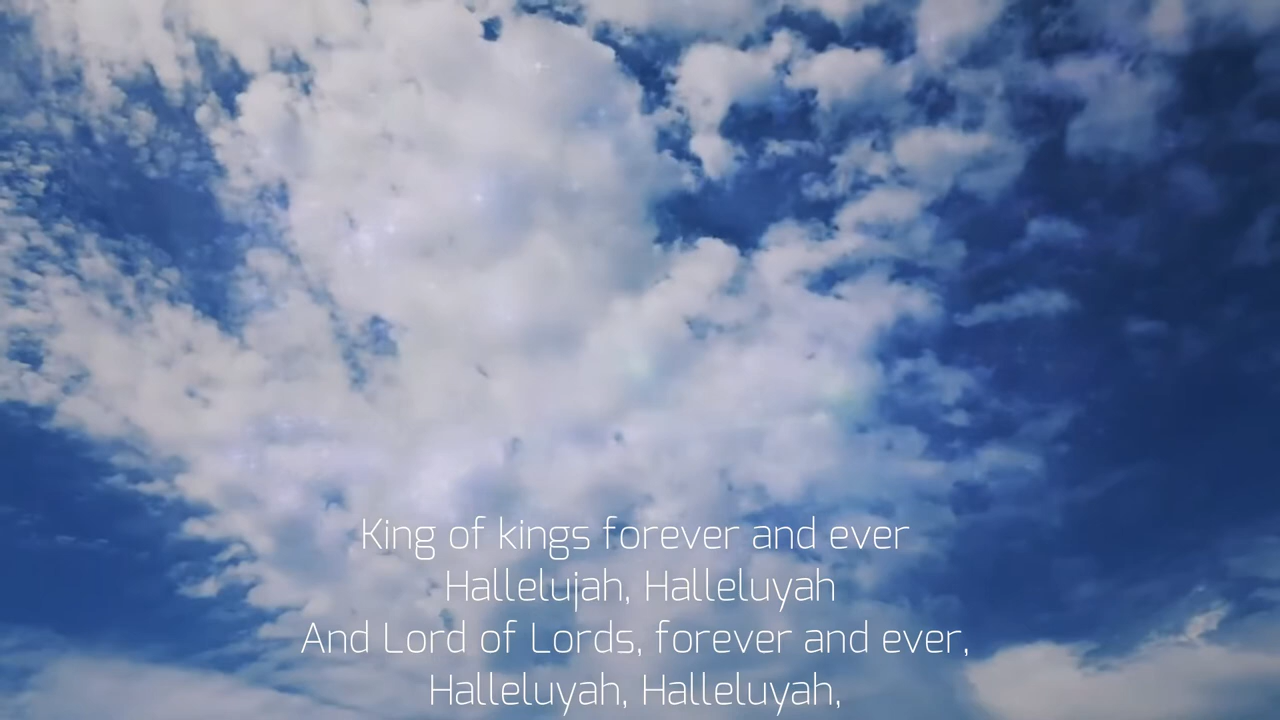 King of kings forever and ever
Hallelujah, Halleluyah
And Lord of Lords, forever and ever,
Halleluyah, Halleluyah,